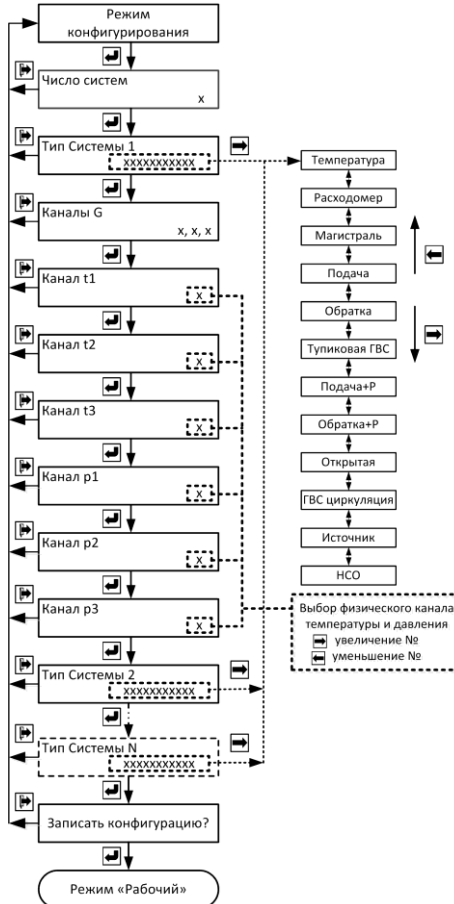 Режим
конфигурирования
Число систем
x
Тип Системы 1
xxxxxxxxxxx
Каналы G
x, x, x
Канал t1
x
Канал t2
x
Канал t3
x
Канал p1
x
Канал p2
x
Канал p3
x
Тип Системы 2
xxxxxxxxxxx
Тип Системы N
xxxxxxxxxxx
Записать конфигурацию?
Режим «Рабочий»
Температура
Расходомер
Магистраль
Подача
Обратка
Тупиковая ГВС
Подача+Р
Обратка+Р
Открытая
ГВС циркуляция
Источник
НСО
Выбор физического канала
температуры и давления
увеличение №
уменьшение №